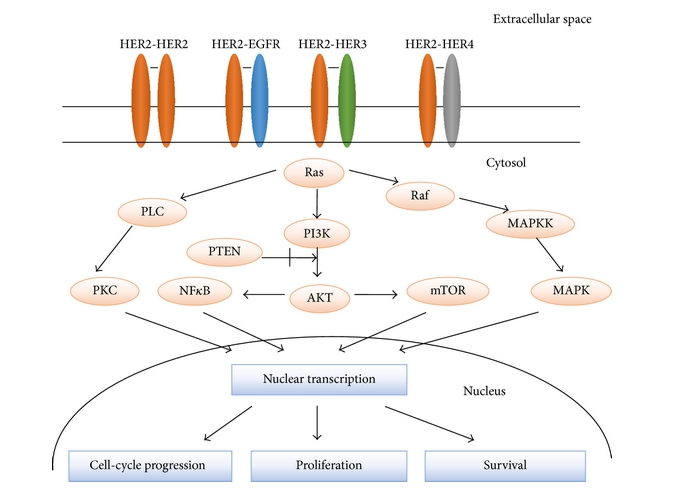 Extracellular space
HER2-HER2
HER2-EGFR
HER2-HER3
HER2-HER4
Cytosol
Ras
Raf
PLC
MAPKK
PI3K
PTEN
PKC
NFκB
AKT
mTOR
MAPK
Nuclear transcription
Nucleus
Cell-cycle progression
Proliferation
Survival